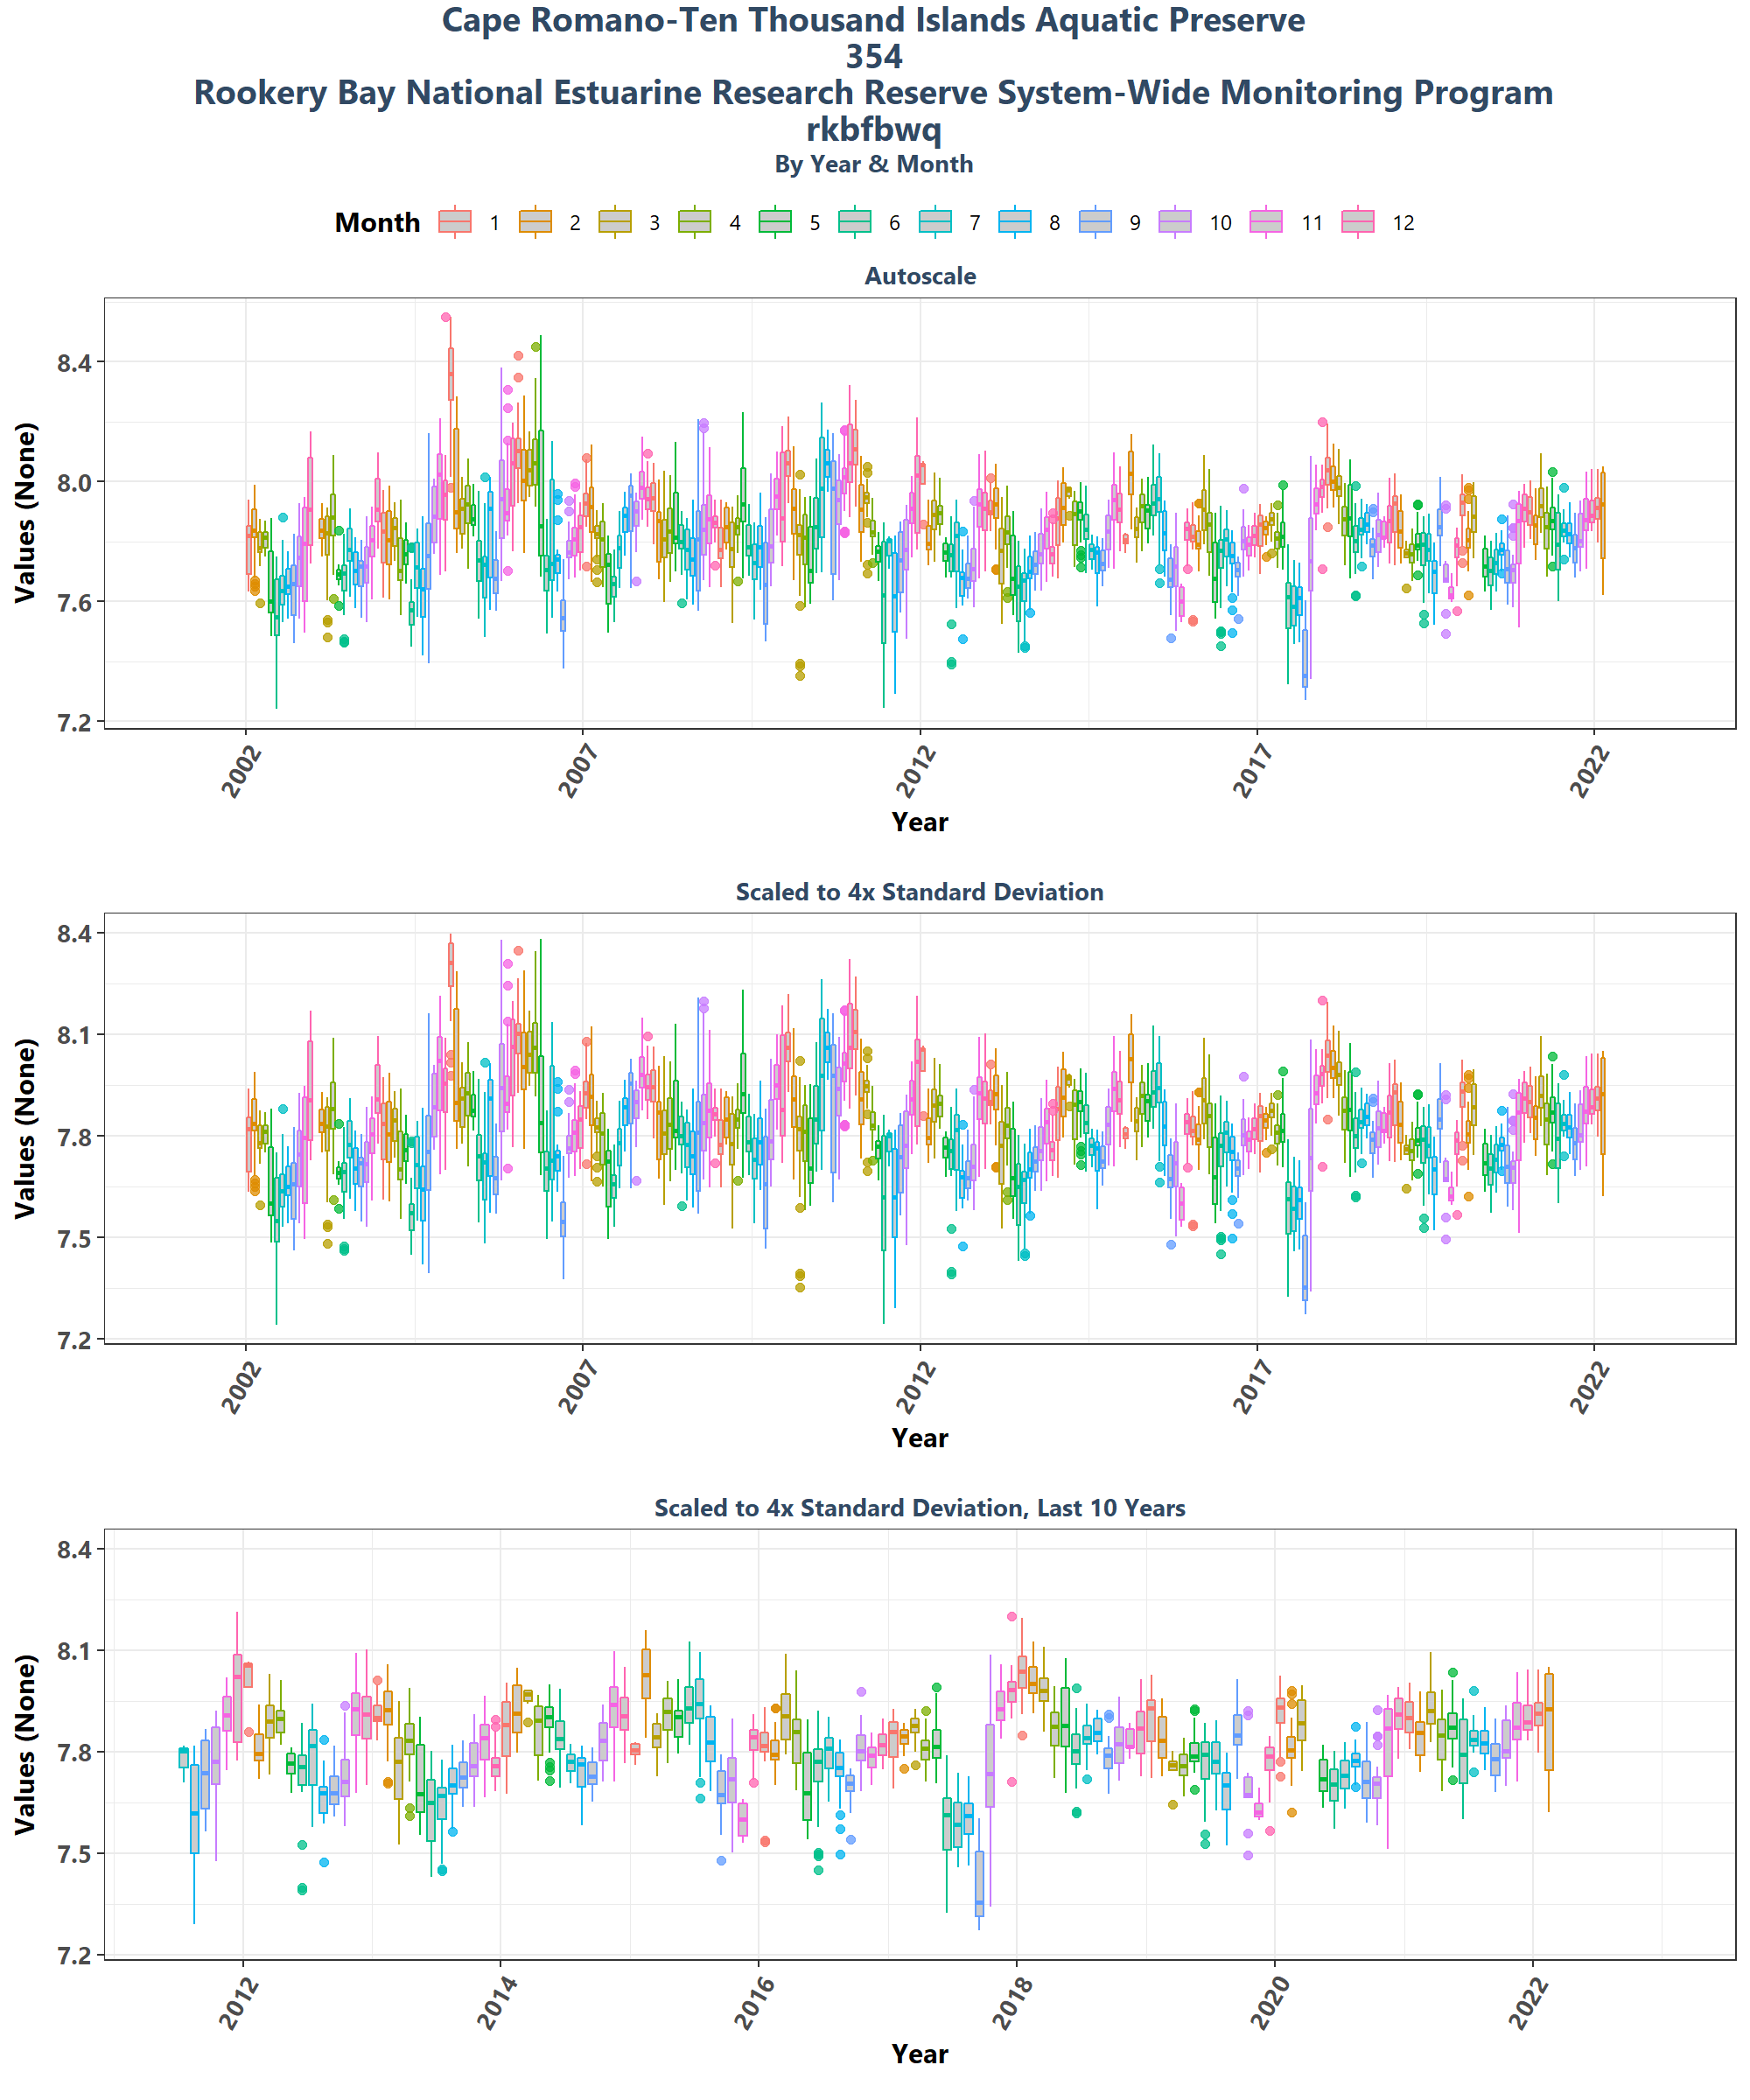 Cape Romano-Ten Thousand Islands Aquatic Preserve
354
Rookery Bay National Estuarine Research Reserve System-Wide Monitoring Program
rkbfbwq
By Year & Month
Month 1 2 3 4 5 6 7 8 9 10 11 12
Autoscale
Values (None)
8.4
8.0
7.6
7.2
2002 2007 2012 2017 2022
Year
Scaled to 4x Standard Deviation
Values (None)
8.4
8.1
7.8
7.5
7.2
2002 2007 2012 2017 2022
Year
Scaled to 4x Standard Deviation, Last 10 Years
Values (None)
8.4
8.1
7.8
7.5
7.2
2012 2014 2016 2018 2020 2022
Year